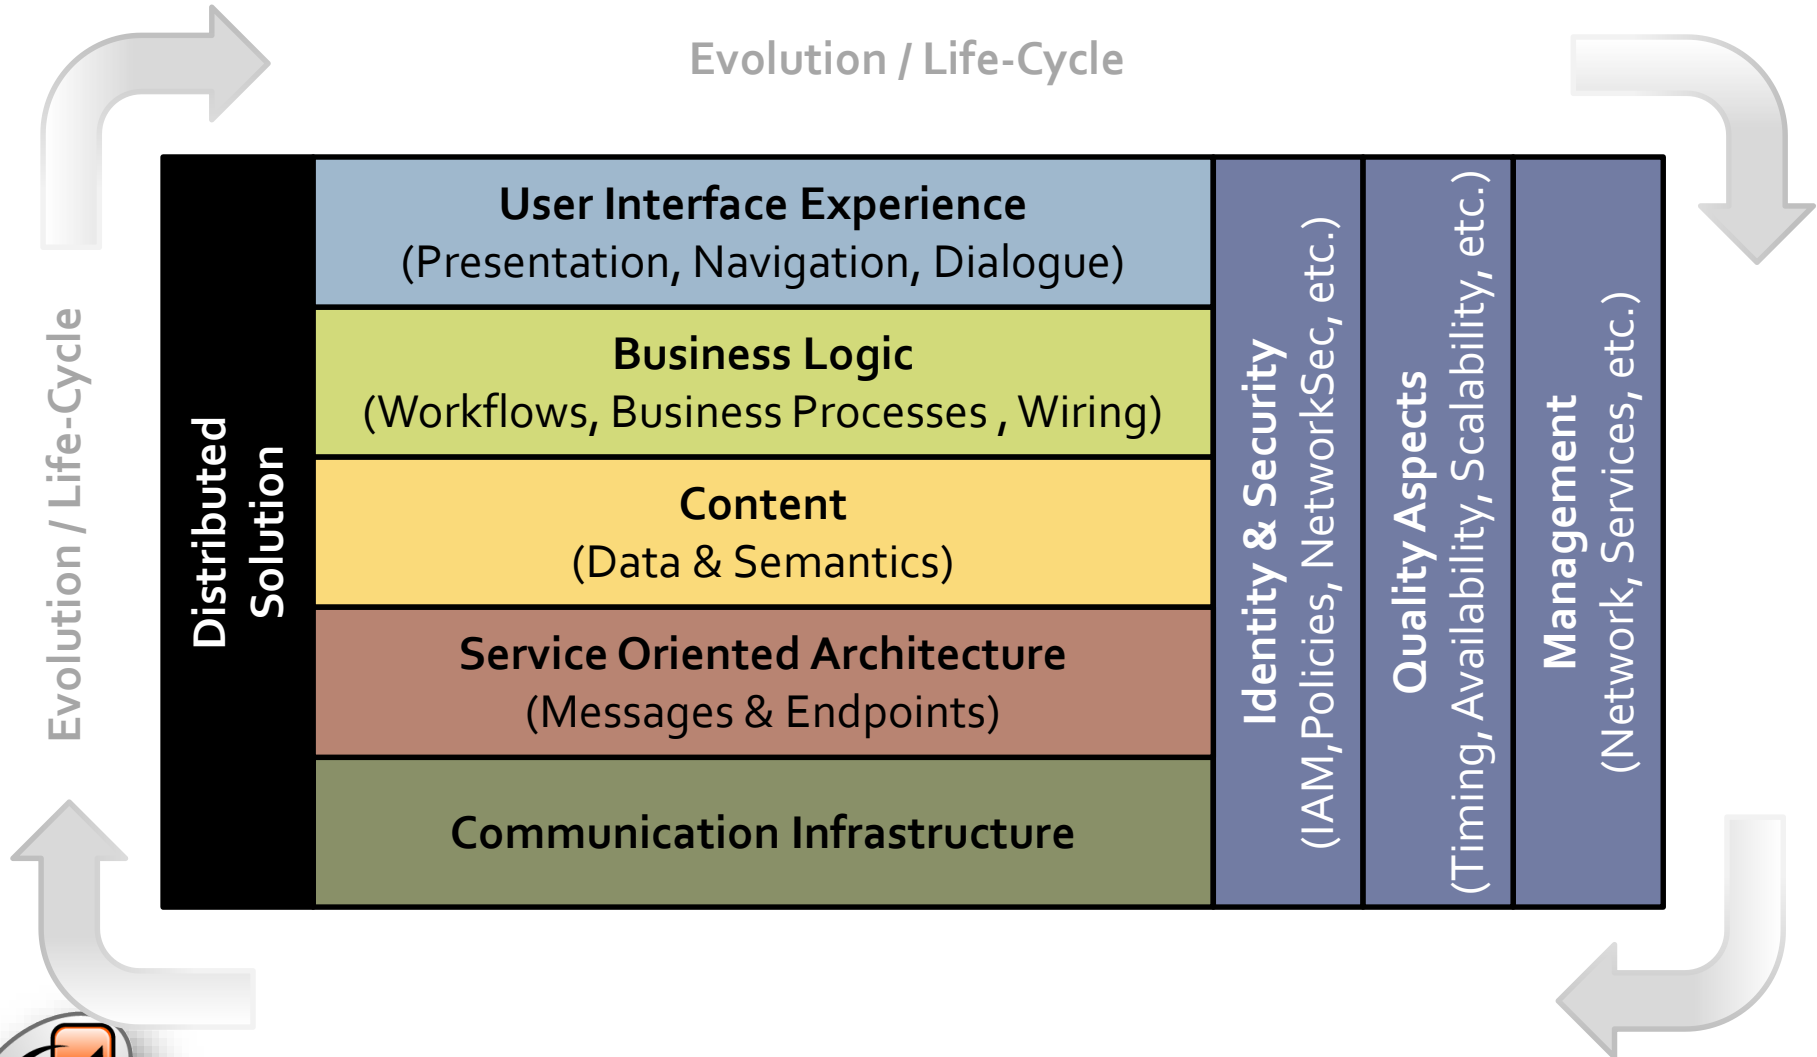 Evolution / Life-Cycle
Evolution / Life-Cycle
Distributed
Solution
User Interface Experience
(Presentation, Navigation, Dialogue)
Business Logic
(Workflows, Business Processes , Wiring)
Content
(Data & Semantics)
Service Oriented Architecture
(Messages & Endpoints)
Communication Infrastructure
Identity & Security
(IAM,Policies, NetworkSec, etc.)
Quality Aspects
(Timing, Availability, Scalability, etc.)
Management
(Network, Services, etc.)